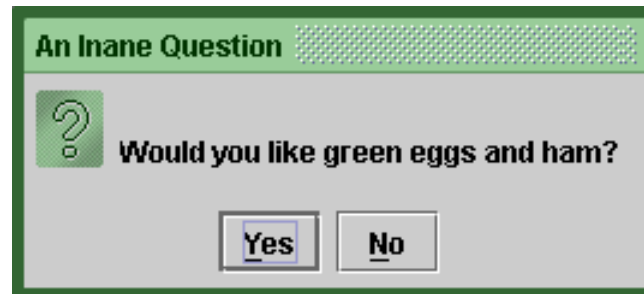 An Inane Question
Would you like green eggs and ham?
Yes No